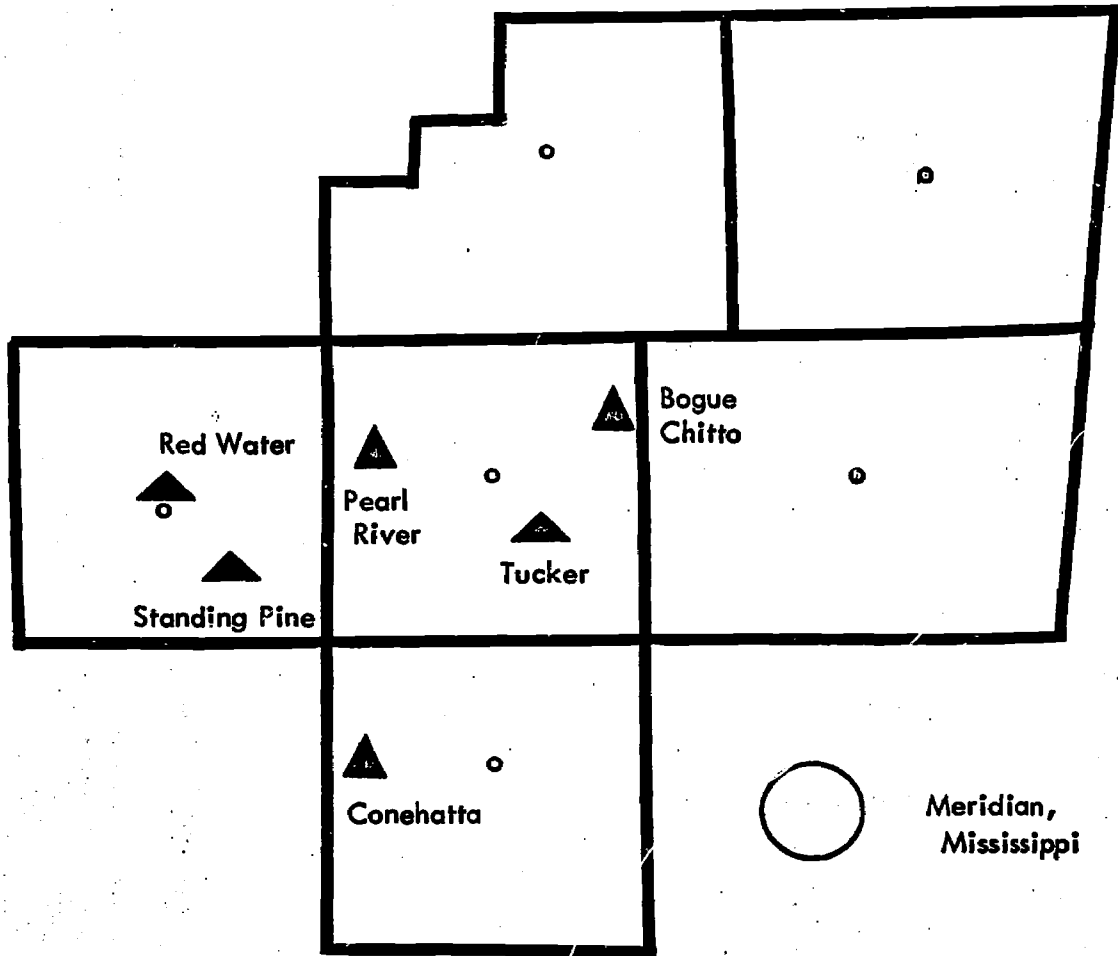 Bogue
Chitto
Red Water
Pearl
River
Tucker
Standing Pine
Conehatta
Meridian,
Mississippi